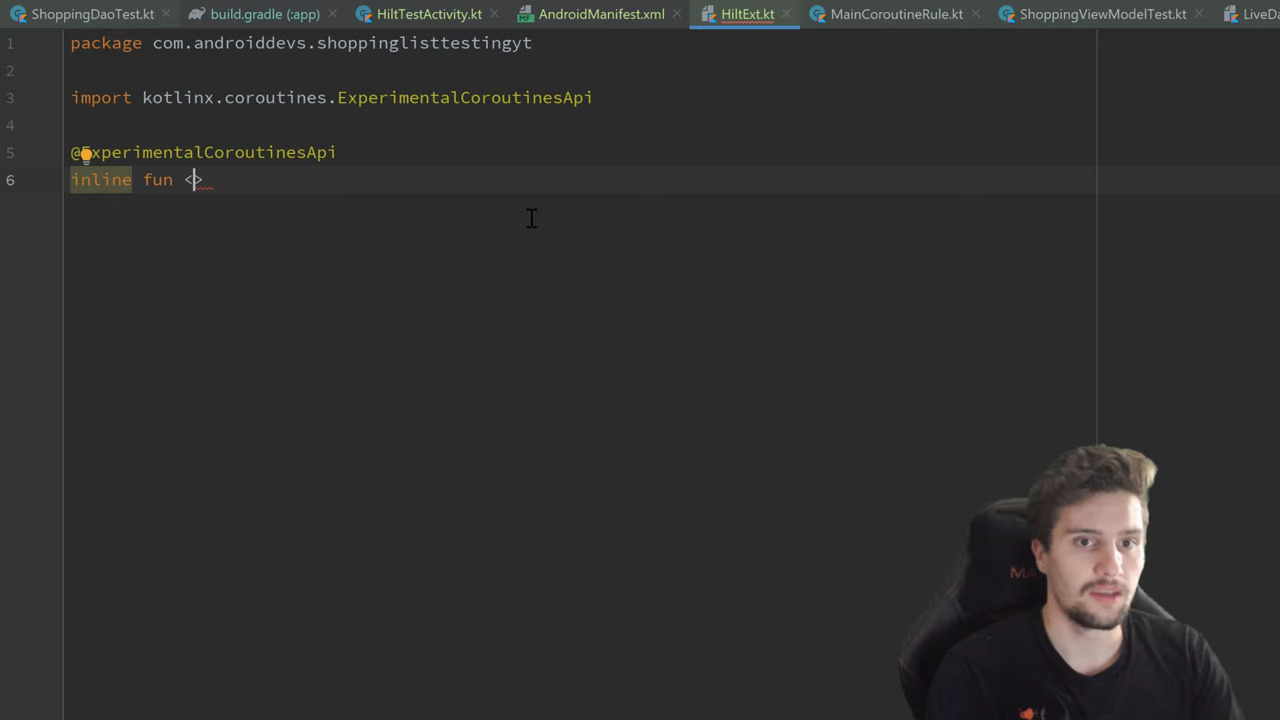 ShoppingDaoTest.kt build.gradle (:app) HiltTestActivity.kt AndroidManifest.xml HiltExt.kt MainCoroutineRule.kt ShoppingViewModelTest.kt LiveDa
1 package com.androiddevs.shoppinglisttestingyt
2
3 import kotlinx.coroutines.ExperimentalCoroutinesApi
4
5 @ExperimentalCoroutinesApi
6 inline fun <>